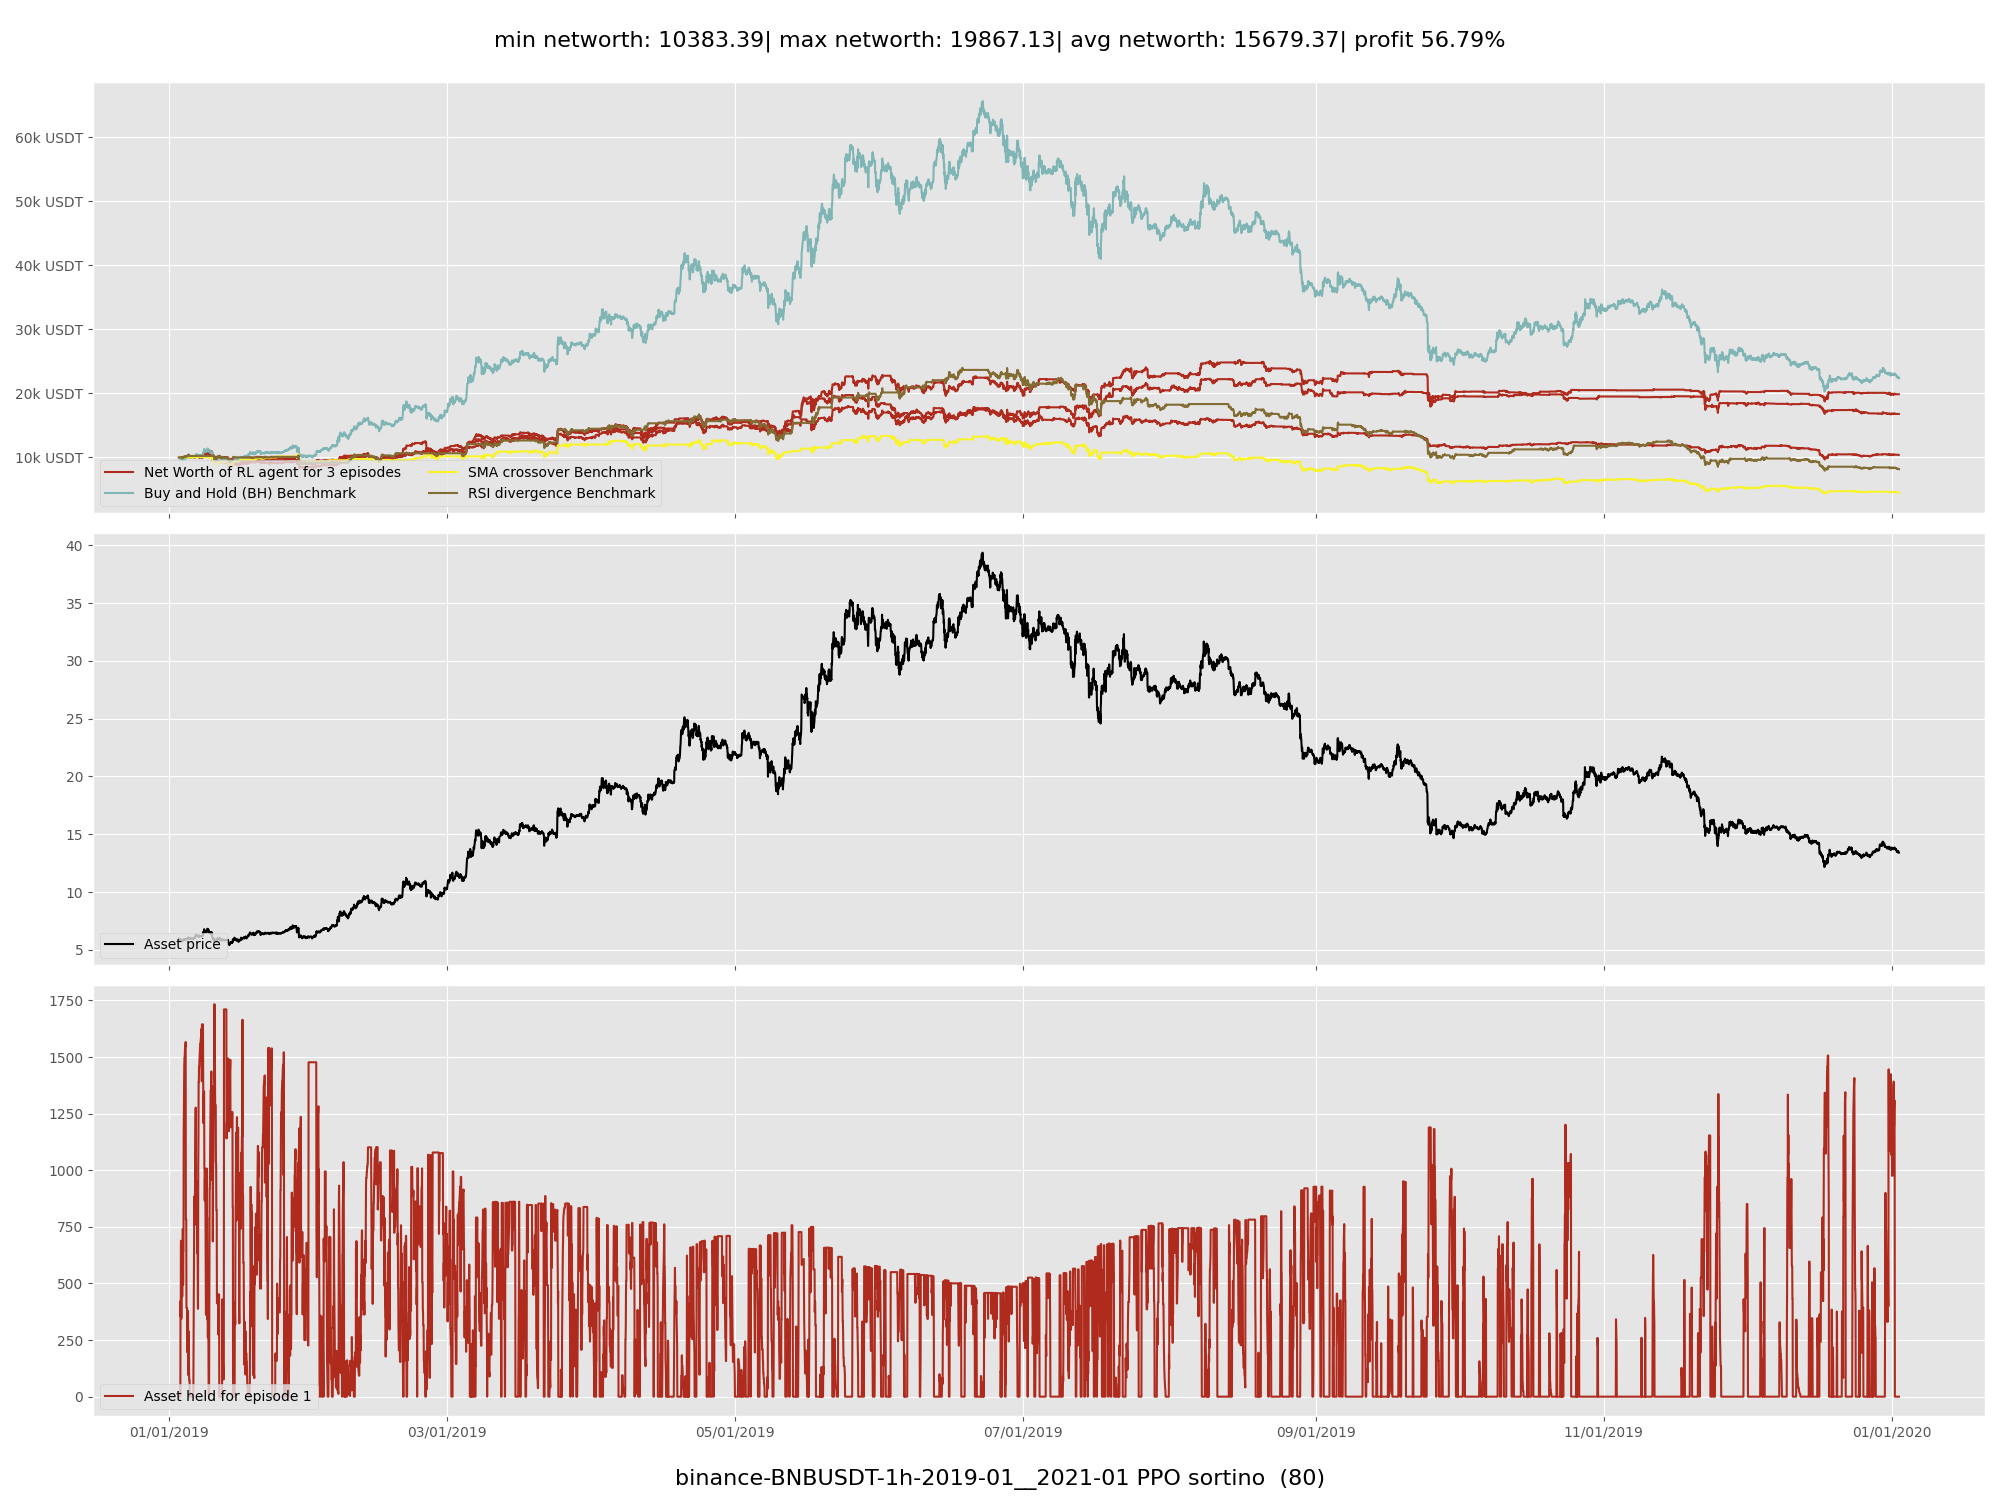 min networth: 10383.39| max networth: 19867.13| avg networth: 15679.37| profit 56.79%
60k USDT
50k USDT
40k USDT
30k USDT
20k USDT
10k USDT
Net Worth of RL agent for 3 episodes
Buy and Hold (BH) Benchmark
SMA crossover Benchmark
RSI divergence Benchmark
40
35
30
25
20
15
10
5
Asset price
1750
1500
1250
1000
750
500
250
0
Asset held for episode 1
01/01/2019 03/01/2019 05/01/2019 07/01/2019 09/01/2019 11/01/2019 01/01/2020
binance-BNBUSDT-1h-2019-01__2021-01 PPO sortino  (80)